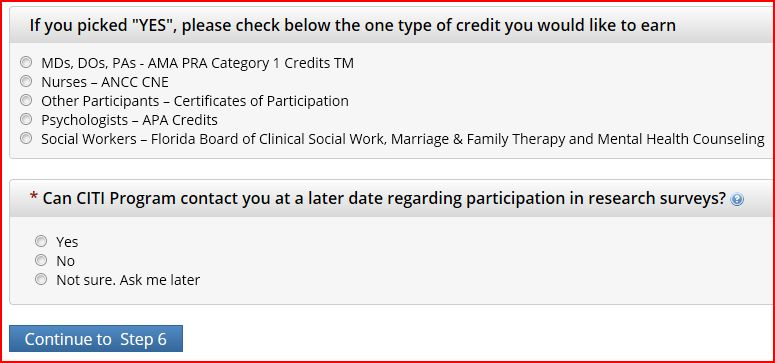 If you picked "YES", please check below the one type of credit you would like to earn
MDs, DOs, PAs - AMA PRA Category 1 Credits TM
Nurses – ANCC CNE
Other Participants – Certificates of Participation
Psychologists – APA Credits
Social Workers – Florida Board of Clinical Social Work, Marriage & Family Therapy and Mental Health Counseling
* Can CITI Program contact you at a later date regarding participation in research surveys? ?
Yes
No
Not sure. Ask me later
Continue to Step 6